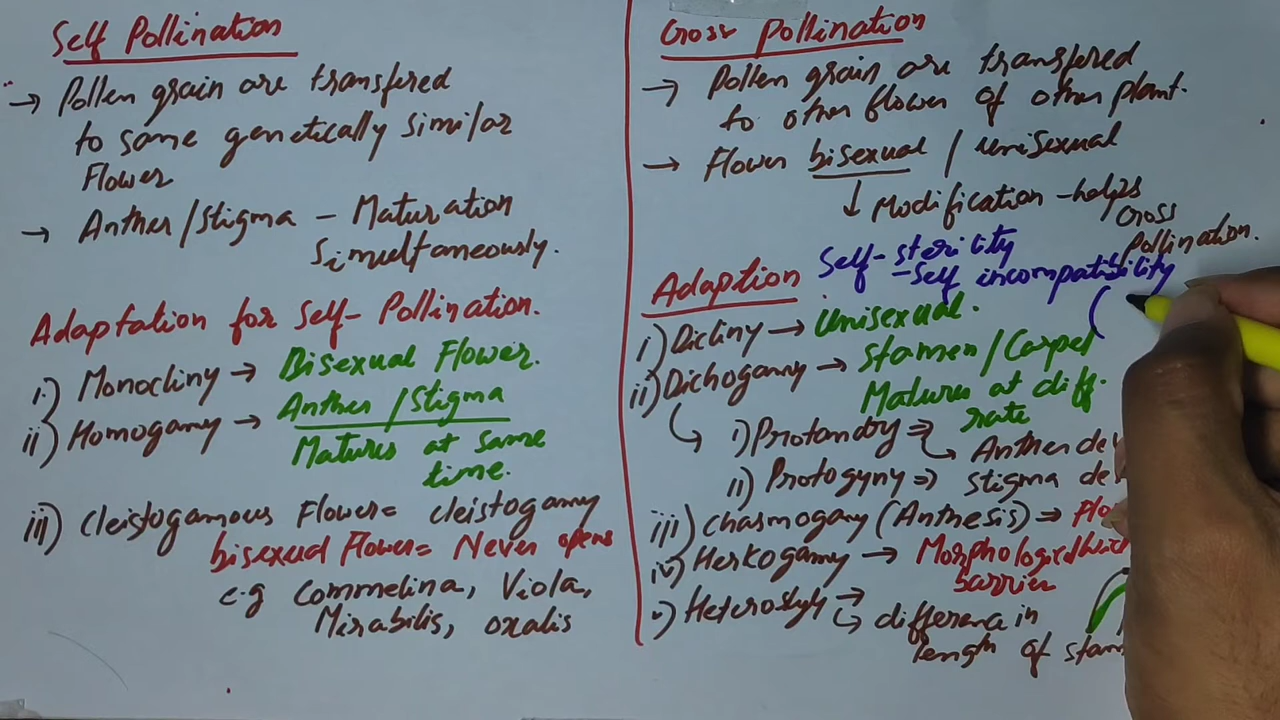 Self Pollination
→ Pollen grain are transfered
to same genetically similar
Flower
→ Anther/Stigma - Maturation
Simultaneously.
Adaptation for Self-Pollination.
i) Monocliny → Bisexual Flower.
ii) Homogamy → Anther/Stigma
Matures at same
time.
iii) Cleistogamous Flower = Cleistogamy
bisexual Flower = Never opens
e.g Commelina, Viola,
Mirabilis, oxalis
Cross Pollination
→ Pollen grain are transfered
to other flower of other plant.
→ Flower bisexual / unisexual
↓ Modification - helps
Cross
Pollination.
Self-sterility
- Self incompatibility
(
Adaption
i) Dicliny → Unisexual.
ii) Dichogamy → Stamen/Carpel
Matures at diff.
rate
i) Protandry ⇒ Anther
ii) Protogyny ⇒ Stigma
iii) Chasmogamy (Anthesis) ⇒
iv) Herkogamy → Morphological
barrier
v) Heterostyly →
difference in
length of